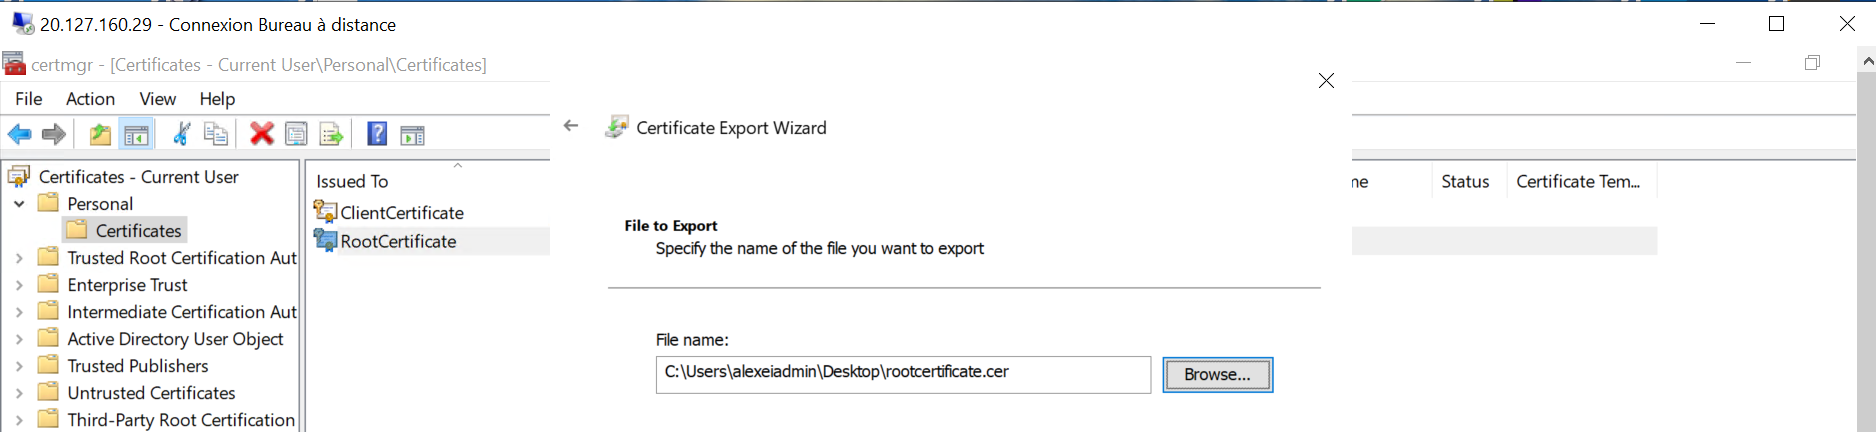 20.127.160.29 - Connexion Bureau à distance
certmgr - [Certificates - Current User\Personal\Certificates]
File Action View Help
Certificate Export Wizard
Certificates - Current User
Personal
Certificates
Trusted Root Certification Aut
Enterprise Trust
Intermediate Certification Aut
Active Directory User Object
Trusted Publishers
Untrusted Certificates
Third-Party Root Certification
Issued To
ClientCertificate
RootCertificate
File to Export
Specify the name of the file you want to export
File name:
C:\Users\alexeiadmin\Desktop\rootcertificate.cer
Browse...
ne Status Certificate Tem...